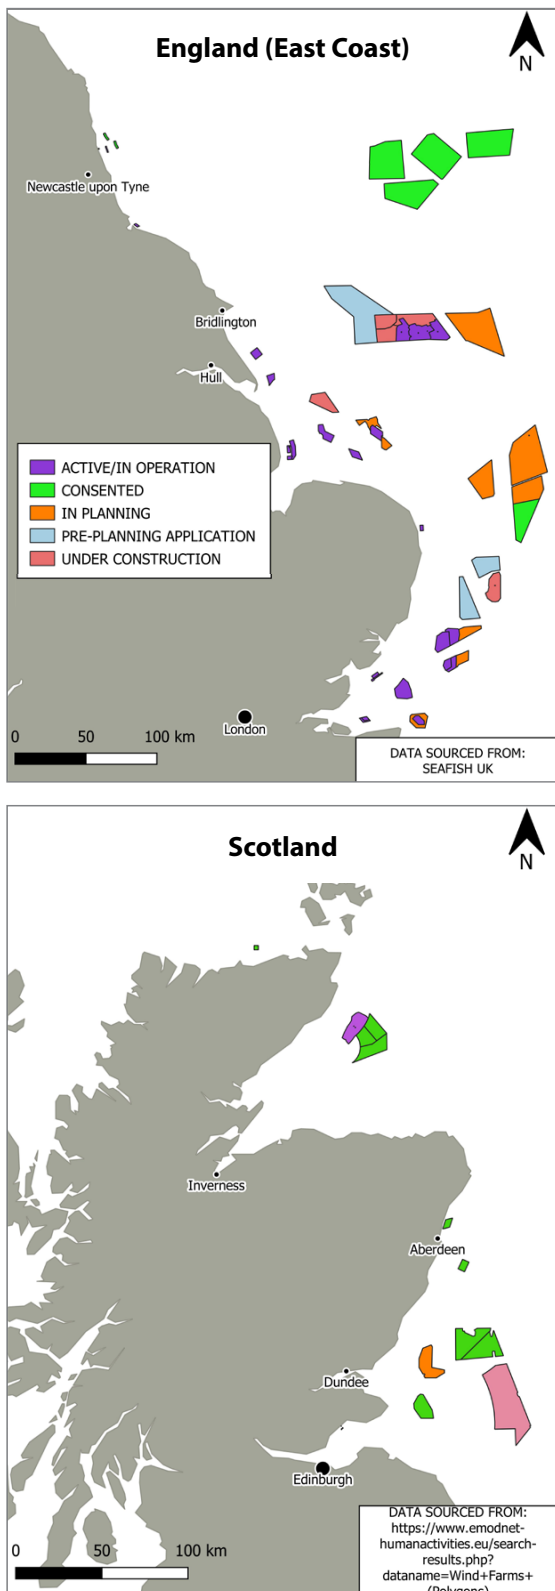 England (East Coast)
N
Newcastle upon Tyne
Bridlington
Hull
ACTIVE/IN OPERATION
CONSENTED
IN PLANNING
PRE-PLANNING APPLICATION
UNDER CONSTRUCTION
London
0 50 100 km
DATA SOURCED FROM:
SEAFISH UK
Scotland
N
Inverness
Aberdeen
Dundee
Edinburgh
0 50 100 km
DATA SOURCED FROM:
https://www.emodnet-
humanactivities.eu/search-
results.php?
dataname=Wind+Farms+
(Polygons)